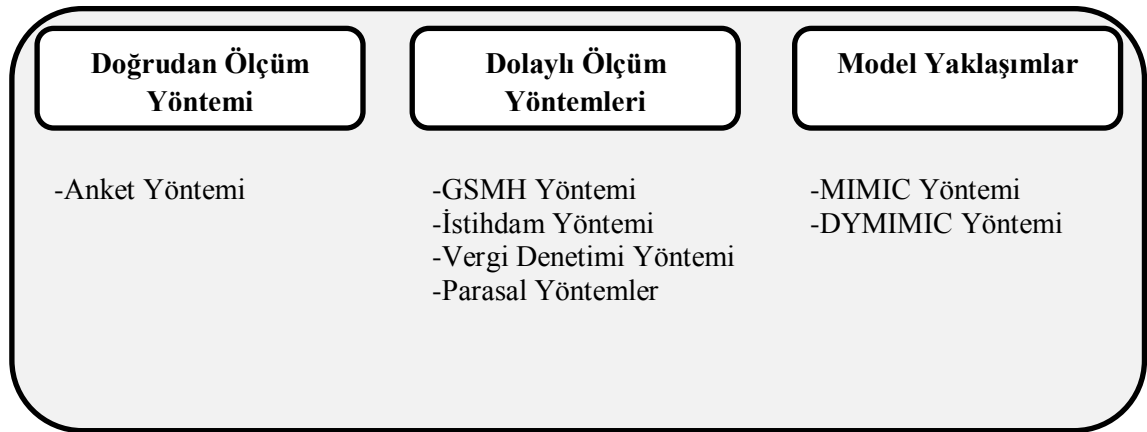 Doğrudan Ölçüm
Yöntemi
-Anket Yöntemi
Dolaylı Ölçüm
Yöntemleri
-GSMH Yöntemi
-İstihdam Yöntemi
-Vergi Denetimi Yöntemi
-Parasal Yöntemler
Model Yaklaşımlar
-MIMIC Yöntemi
-DYMIMIC Yöntemi